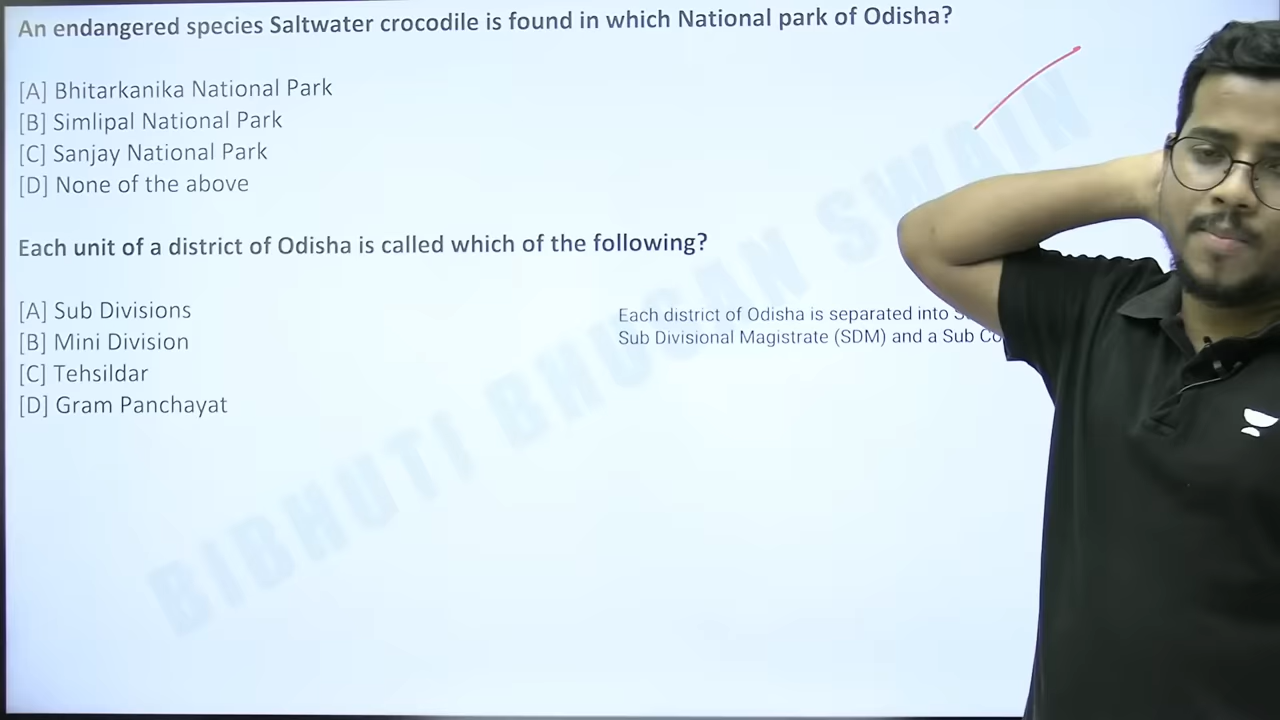 An endangered species Saltwater crocodile is found in which National park of Odisha?
[A] Bhitarkanika National Park
[B] Simlipal National Park
[C] Sanjay National Park
[D] None of the above
Each unit of a district of Odisha is called which of the following?
[A] Sub Divisions
[B] Mini Division
[C] Tehsildar
[D] Gram Panchayat
Each district of Odisha is separated into
Sub Divisional Magistrate (SDM) and a Sub
BIBHUTI BHUSAN SWAIN